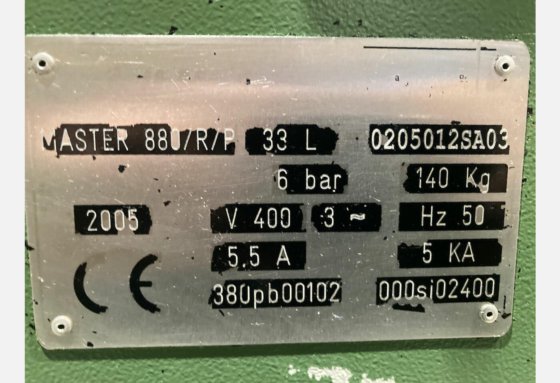 MASTER 880/R/P 33 L 0205012SA03
6 bar 140 Kg
2005 V 400 3 ~ Hz 50
5.5 A 5 KA
CE 380pb00102 000si02400